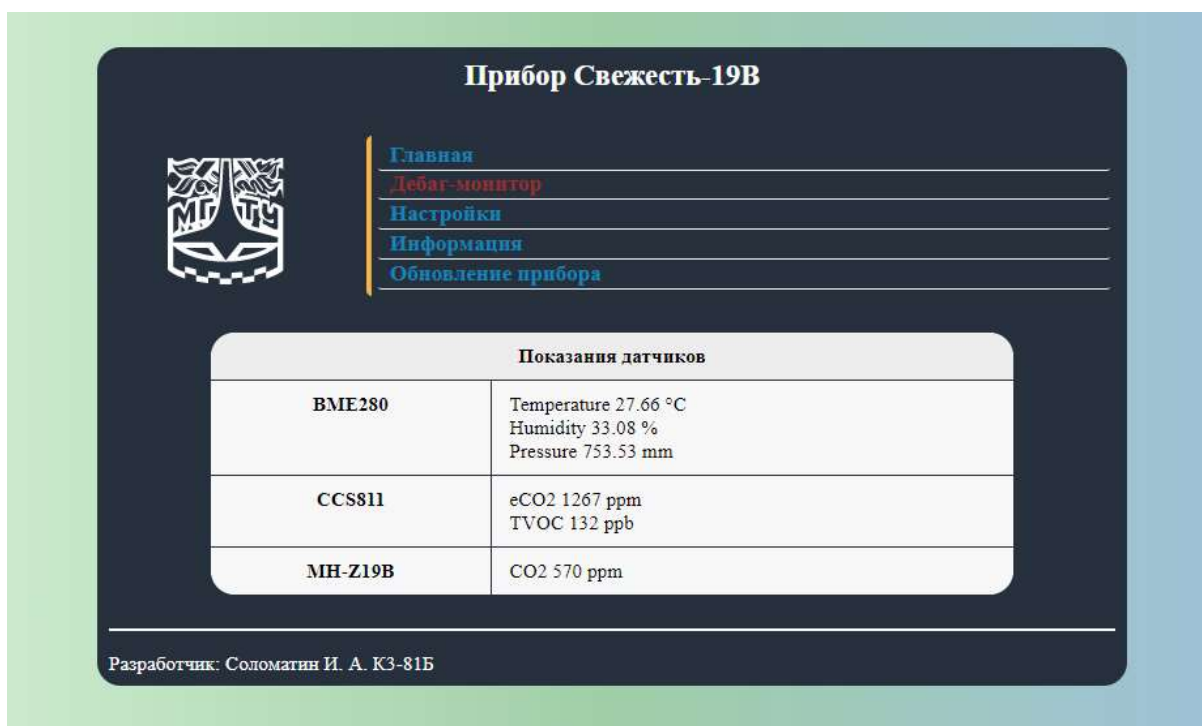 Прибор Свежесть-19В
МГТУ
Главная
Дебаг-монитор
Настройки
Информация
Обновление прибора
Показания датчиков
BME280
Temperature 27.66 °C
Humidity 33.08 %
Pressure 753.53 mm
CCS811
eCO2 1267 ppm
TVOC 132 ppb
MH-Z19B
CO2 570 ppm
Разработчик: Соломатин И. А. К3-81Б